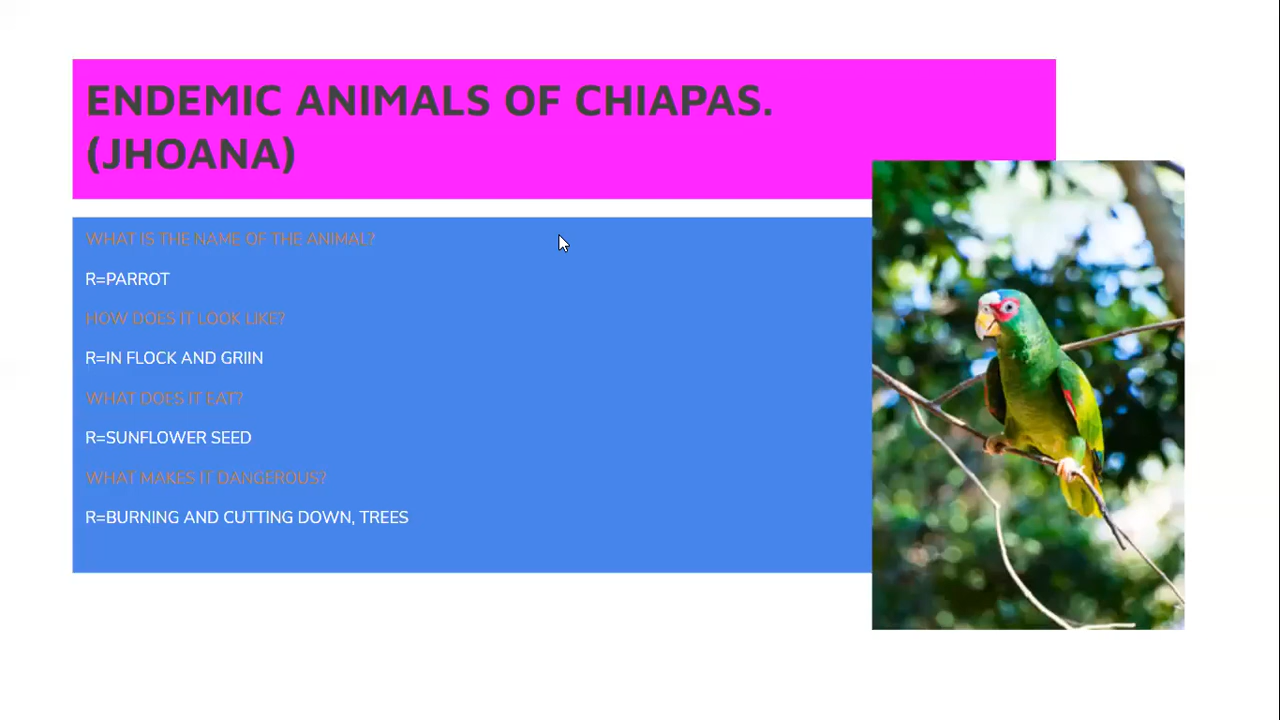 ENDEMIC ANIMALS OF CHIAPAS.
(JHOANA)
WHAT IS THE NAME OF THE ANIMAL?
R=PARROT
HOW DOES IT LOOK LIKE?
R=IN FLOCK AND GRIIN
WHAT DOES IT EAT?
R=SUNFLOWER SEED
WHAT MAKES IT DANGEROUS?
R=BURNING AND CUTTING DOWN, TREES